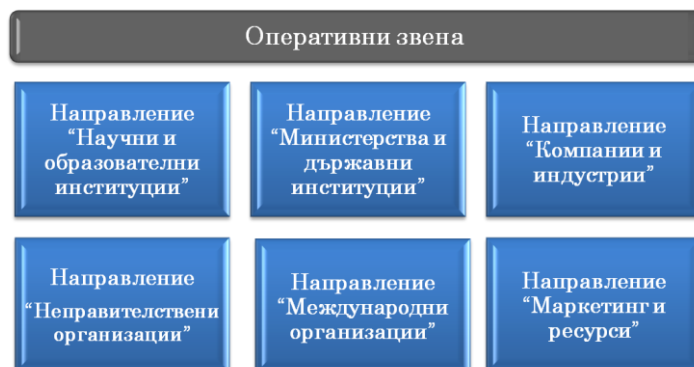 Оперативни звена
Направление
“Научни и
образователни
институции”
Направление
“Министерства и
държавни
институции”
Направление
“Компании и
индустрии”
Направление
“Неправителствени
организации”
Направление
“Международни
организации”
Направление
“Маркетинг и
ресурси”